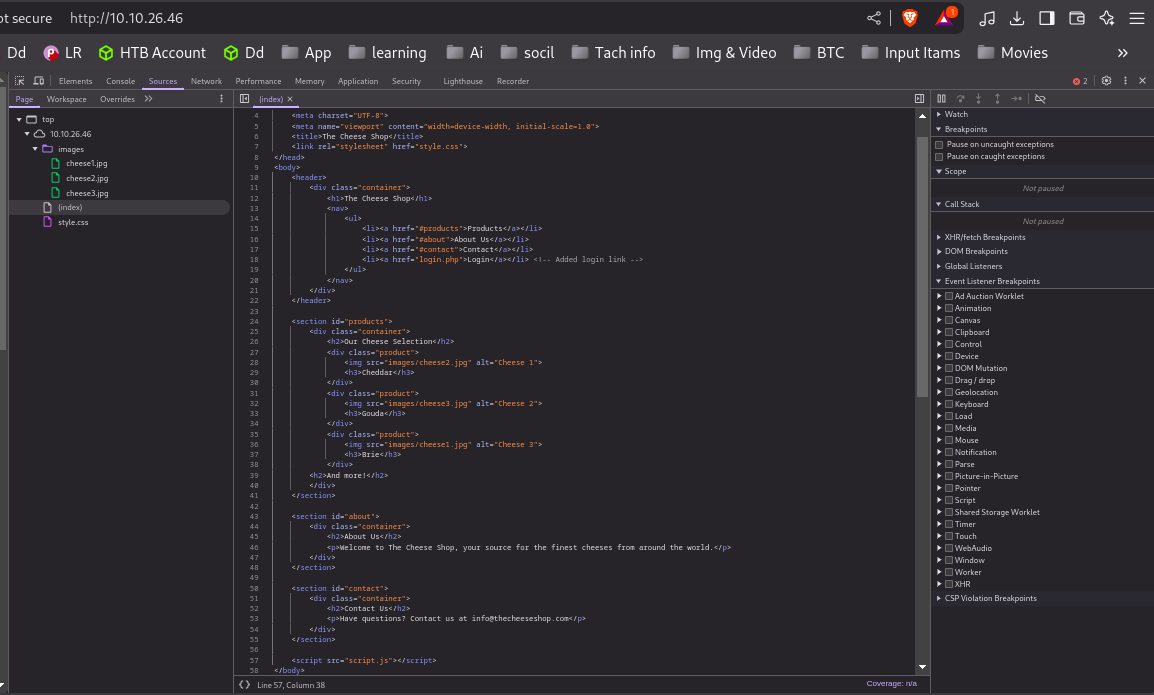 ot secure http://10.10.26.46 1
Dd LR HTB Account Dd App learning Ai socil Tach info Img & Video BTC Input Itams Movies »
Elements Console Sources Network Performance Memory Application Security Lighthouse Recorder 2
Page Workspace Overrides » (index) ×
top
10.10.26.46
images
cheese1.jpg
cheese2.jpg
cheese3.jpg
(index)
style.css
4 <meta charset="UTF-8">
5 <meta name="viewport" content="width=device-width, initial-scale=1.0">
6 <title>The Cheese Shop</title>
7 <link rel="stylesheet" href="style.css">
8 </head>
9 <body>
10 <header>
11 <div class="container">
12 <h1>The Cheese Shop</h1>
13 <nav>
14 <ul>
15 <li><a href="#products">Products</a></li>
16 <li><a href="#about">About Us</a></li>
17 <li><a href="#contact">Contact</a></li>
18 <li><a href="login.php">Login</a></li> <!-- Added login link -->
19 </ul>
20 </nav>
21 </div>
22 </header>
23
24 <section id="products">
25 <div class="container">
26 <h2>Our Cheese Selection</h2>
27 <div class="product">
28 <img src="images/cheese2.jpg" alt="Cheese 1">
29 <h3>Cheddar</h3>
30 </div>
31 <div class="product">
32 <img src="images/cheese3.jpg" alt="Cheese 2">
33 <h3>Gouda</h3>
34 </div>
35 <div class="product">
36 <img src="images/cheese1.jpg" alt="Cheese 3">
37 <h3>Brie</h3>
38 </div>
39 <h2>And more!</h2>
40 </div>
41 </section>
42
43 <section id="about">
44 <div class="container">
45 <h2>About Us</h2>
46 <p>Welcome to The Cheese Shop, your source for the finest cheeses from around the world.</p>
47 </div>
48 </section>
49
50 <section id="contact">
51 <div class="container">
52 <h2>Contact Us</h2>
53 <p>Have questions? Contact us at info@thecheeseshop.com</p>
54 </div>
55 </section>
56
57 <script src="script.js"></script>
58 </body>
{} Line 57, Column 38 Coverage: n/a
Watch
Breakpoints
Pause on uncaught exceptions
Pause on caught exceptions
Scope
Not paused
Call Stack
Not paused
XHR/fetch Breakpoints
DOM Breakpoints
Global Listeners
Event Listener Breakpoints
Ad Auction Worklet
Animation
Canvas
Clipboard
Control
Device
DOM Mutation
Drag / drop
Geolocation
Keyboard
Load
Media
Mouse
Notification
Parse
Picture-in-Picture
Pointer
Script
Shared Storage Worklet
Timer
Touch
WebAudio
Window
Worker
XHR
CSP Violation Breakpoints